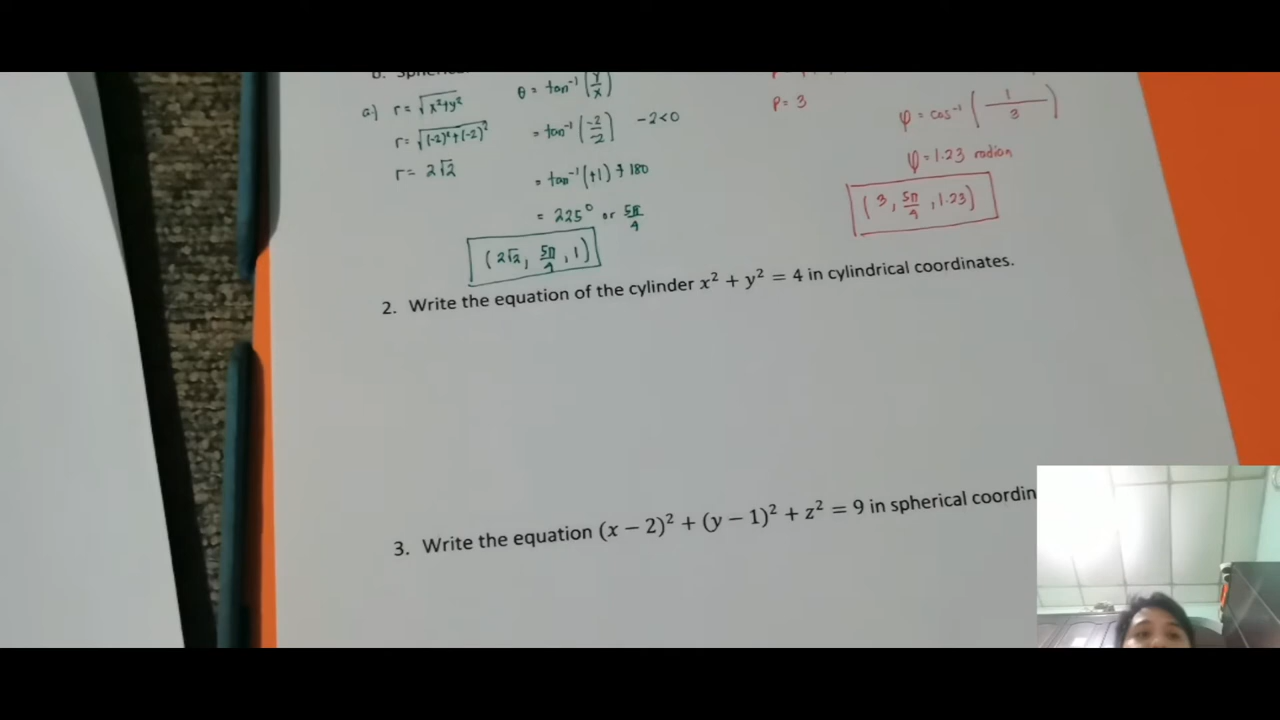 b. Spherical
a.) r = √x²+y²
r = √(-2)²+(-2)²
r = 2√2
θ = tan⁻¹ (y/x)
= tan⁻¹ (-2/-2) -2<0
= tan⁻¹ (+1) + 180
= 225° or 5π/4
(2√2, 5π/4, 1)
ρ = 3
φ = cos⁻¹ (1/3)
φ = 1.23 radian
(3, 5π/4, 1.23)
2. Write the equation of the cylinder x² + y² = 4 in cylindrical coordinates.
3. Write the equation (x − 2)² + (y − 1)² + z² = 9 in spherical coordin